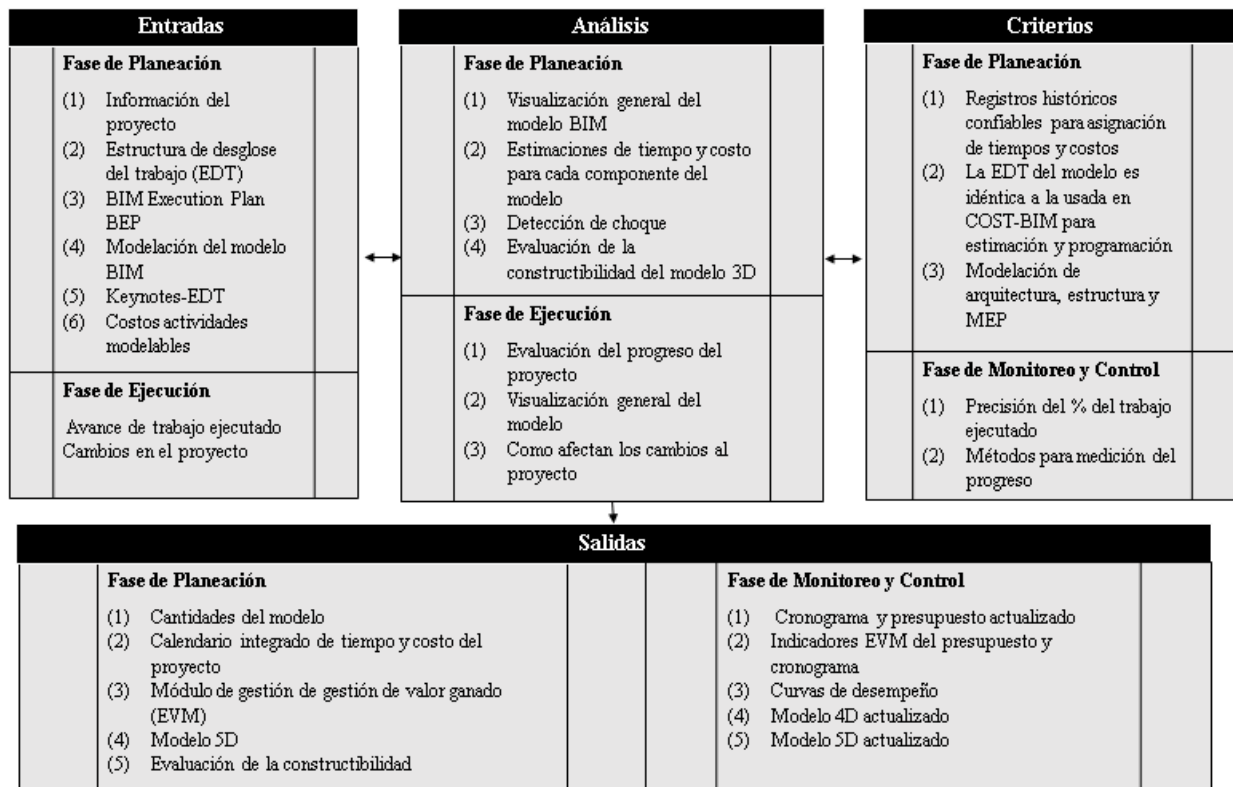 Entradas
Fase de Planeación
(1) Información del
proyecto
(2) Estructura de desglose
del trabajo (EDT)
(3) BIM Execution Plan
BEP
(4) Modelación del modelo
BIM
(5) Keynotes-EDT
(6) Costos actividades
modelables
Fase de Ejecución
Avance de trabajo ejecutado
Cambios en el proyecto
Análisis
Fase de Planeación
(1) Visualización general del
modelo BIM
(2) Estimaciones de tiempo y costo
para cada componente del
modelo
(3) Detección de choque
(4) Evaluación de la
constructibilidad del modelo 3D
Fase de Ejecución
(1) Evaluación del progreso del
proyecto
(2) Visualización general del
modelo
(3) Como afectan los cambios al
proyecto
Criterios
Fase de Planeación
(1) Registros históricos
confiables para asignación
de tiempos y costos
(2) La EDT del modelo es
idéntica a la usada en
COST-BIM para
estimación y programación
(3) Modelación de
arquitectura, estructura y
MEP
Fase de Monitoreo y Control
(1) Precisión del % del trabajo
ejecutado
(2) Métodos para medición del
progreso
Salidas
Fase de Planeación
(1) Cantidades del modelo
(2) Calendario integrado de tiempo y costo del
proyecto
(3) Módulo de gestión de gestión de valor ganado
(EVM)
(4) Modelo 5D
(5) Evaluación de la constructibilidad
Fase de Monitoreo y Control
(1) Cronograma y presupuesto actualizado
(2) Indicadores EVM del presupuesto y
cronograma
(3) Curvas de desempeño
(4) Modelo 4D actualizado
(5) Modelo 5D actualizado